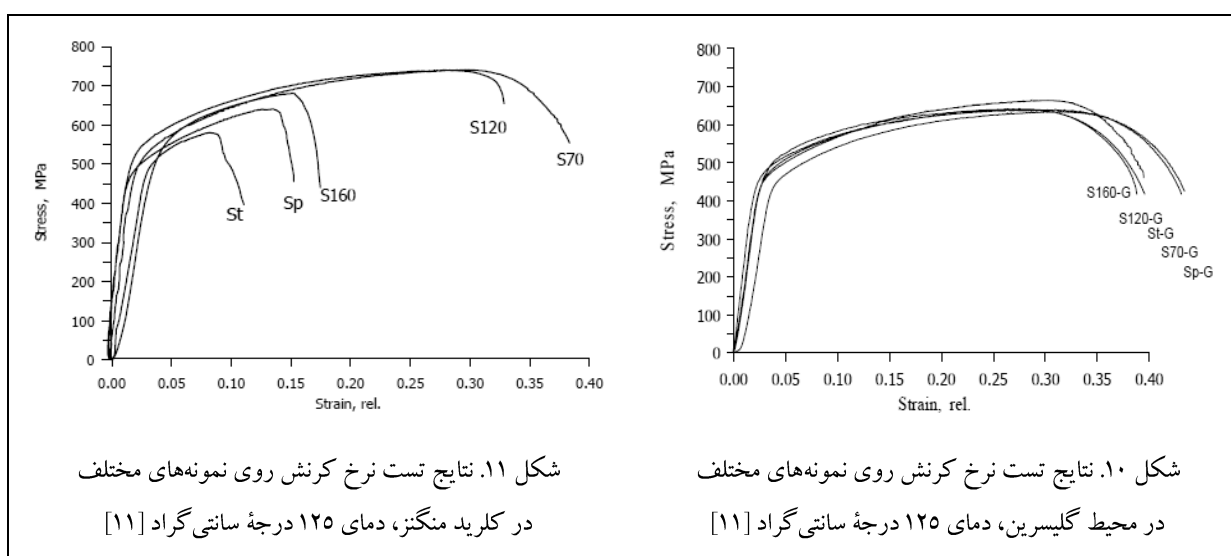 800
700
600
500
400
300
200
100
0
Stress, MPa
0.00 0.05 0.10 0.15 0.20 0.25 0.30 0.35 0.40
Strain, rel.
St
Sp
S160
S120
S70
800
700
600
500
400
300
200
100
0
Stress, MPa
0.00 0.05 0.10 0.15 0.20 0.25 0.30 0.35 0.40
Strain, rel.
S160-G
S120-G
St-G
S70-G
Sp-G
شکل ۱۰. نتایج تست نرخ کرنش روی نمونه‌های مختلف
در محیط گلیسرین، دمای ۱۲۵ درجهٔ سانتی‌گراد [۱۱]
شکل ۱۱. نتایج تست نرخ کرنش روی نمونه‌های مختلف
در کلرید منگنز، دمای ۱۲۵ درجهٔ سانتی‌گراد [۱۱]